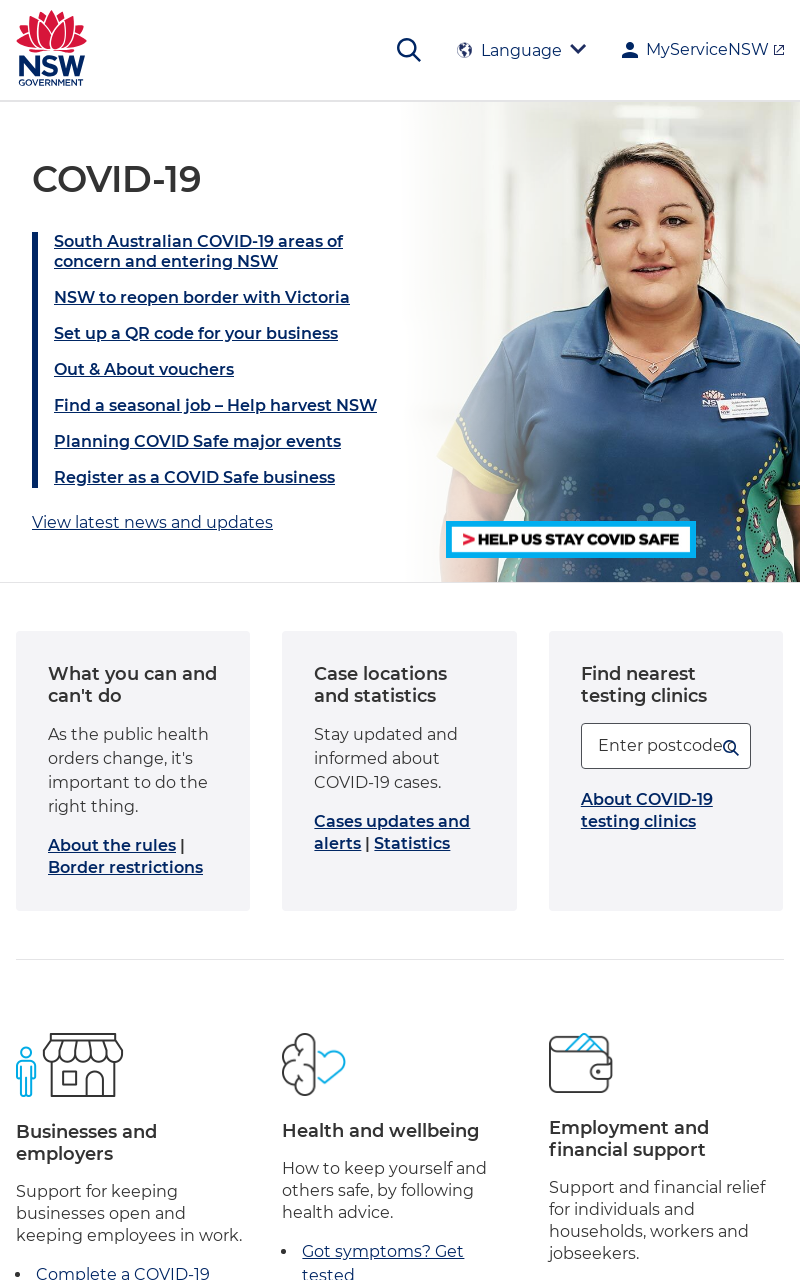 NSW
GOVERNMENT
Language
MyServiceNSW
COVID-19
South Australian COVID-19 areas of
concern and entering NSW
NSW to reopen border with Victoria
Set up a QR code for your business
Out & About vouchers
Find a seasonal job – Help harvest NSW
Planning COVID Safe major events
Register as a COVID Safe business
View latest news and updates
> HELP US STAY COVID SAFE
What you can and
can't do
As the public health
orders change, it's
important to do the
right thing.
About the rules |
Border restrictions
Case locations
and statistics
Stay updated and
informed about
COVID-19 cases.
Cases updates and
alerts | Statistics
Find nearest
testing clinics
Enter postcode
About COVID-19
testing clinics
Businesses and
employers
Support for keeping
businesses open and
keeping employees in work.
• Complete a COVID-19
Health and wellbeing
How to keep yourself and
others safe, by following
health advice.
• Got symptoms? Get
tested
Employment and
financial support
Support and financial relief
for individuals and
households, workers and
jobseekers.